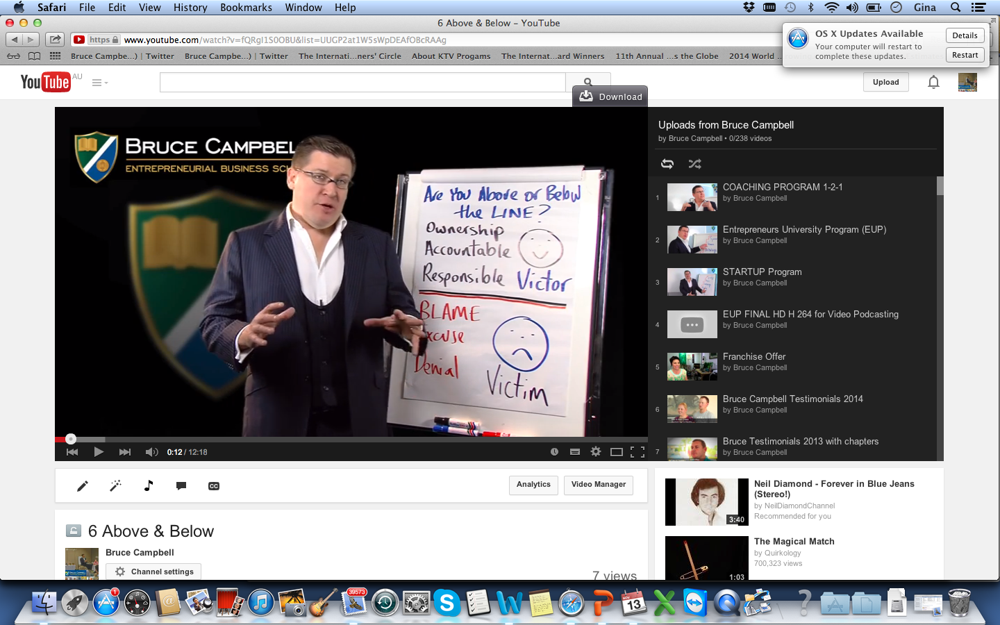 Safari File Edit View History Bookmarks Window Help Gina
6 Above & Below - YouTube
https www.youtube.com/watch?v=fQRgI1S0OBU&list=UUGP2at1W5sWpDEAfOBcRAAg
Bruce Campbe...) | Twitter Bruce Campbe...) | Twitter The Internati...ners' Circle About KTV Progams The Internat...ard Winners 11th Annual ...s the Globe 2014 World ...
OS X Updates Available
Your computer will restart to
complete these updates.
Details
Restart
YouTube AU
Upload
Download
BRUCE CAMPBEL
ENTREPRENEURIAL BUSINESS SC
Are You Above or Below
the LINE?
Ownership
Accountable
Responsible Victor
BLAME
xcuse
Denial
Victim
0:12 / 12:18
Uploads from Bruce Campbell
by Bruce Campbell • 0/238 videos
1 COACHING PROGRAM 1-2-1
by Bruce Campbell
2 Entrepreneurs University Program (EUP)
by Bruce Campbell
3 STARTUP Program
by Bruce Campbell
4 EUP FINAL HD H 264 for Video Podcasting
by Bruce Campbell
5 Franchise Offer
by Bruce Campbell
6 Bruce Campbell Testimonials 2014
by Bruce Campbell
7 Bruce Testimonials 2013 with chapters
by Bruce Campbell
CC
Analytics
Video Manager
6 Above & Below
Bruce Campbell
Channel settings
7 views
Neil Diamond - Forever in Blue Jeans
(Stereo!)
by NeilDiamondChannel
Recommended for you
3:40
The Magical Match
by Quirkology
700,323 views
1:03
1
39573
NOV
13